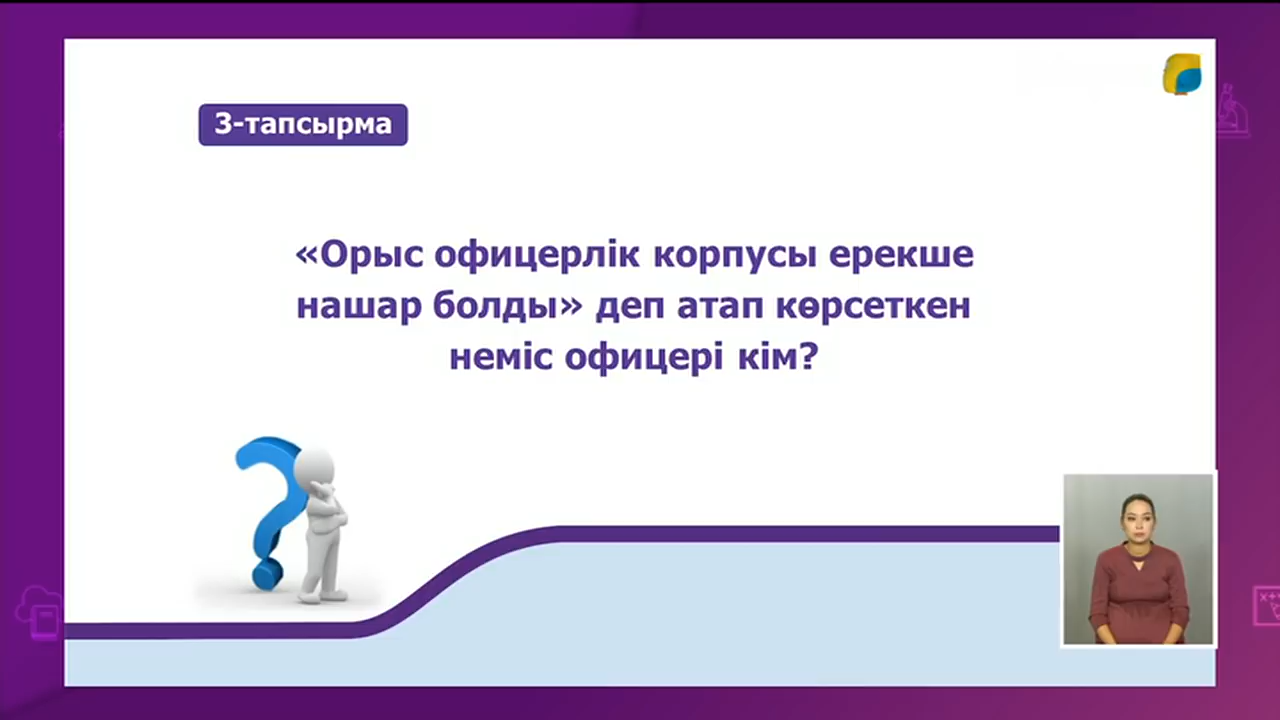 3-тапсырма
«Орыс офицерлік корпусы ерекше
нашар болды» деп атап көрсеткен
неміс офицері кім?